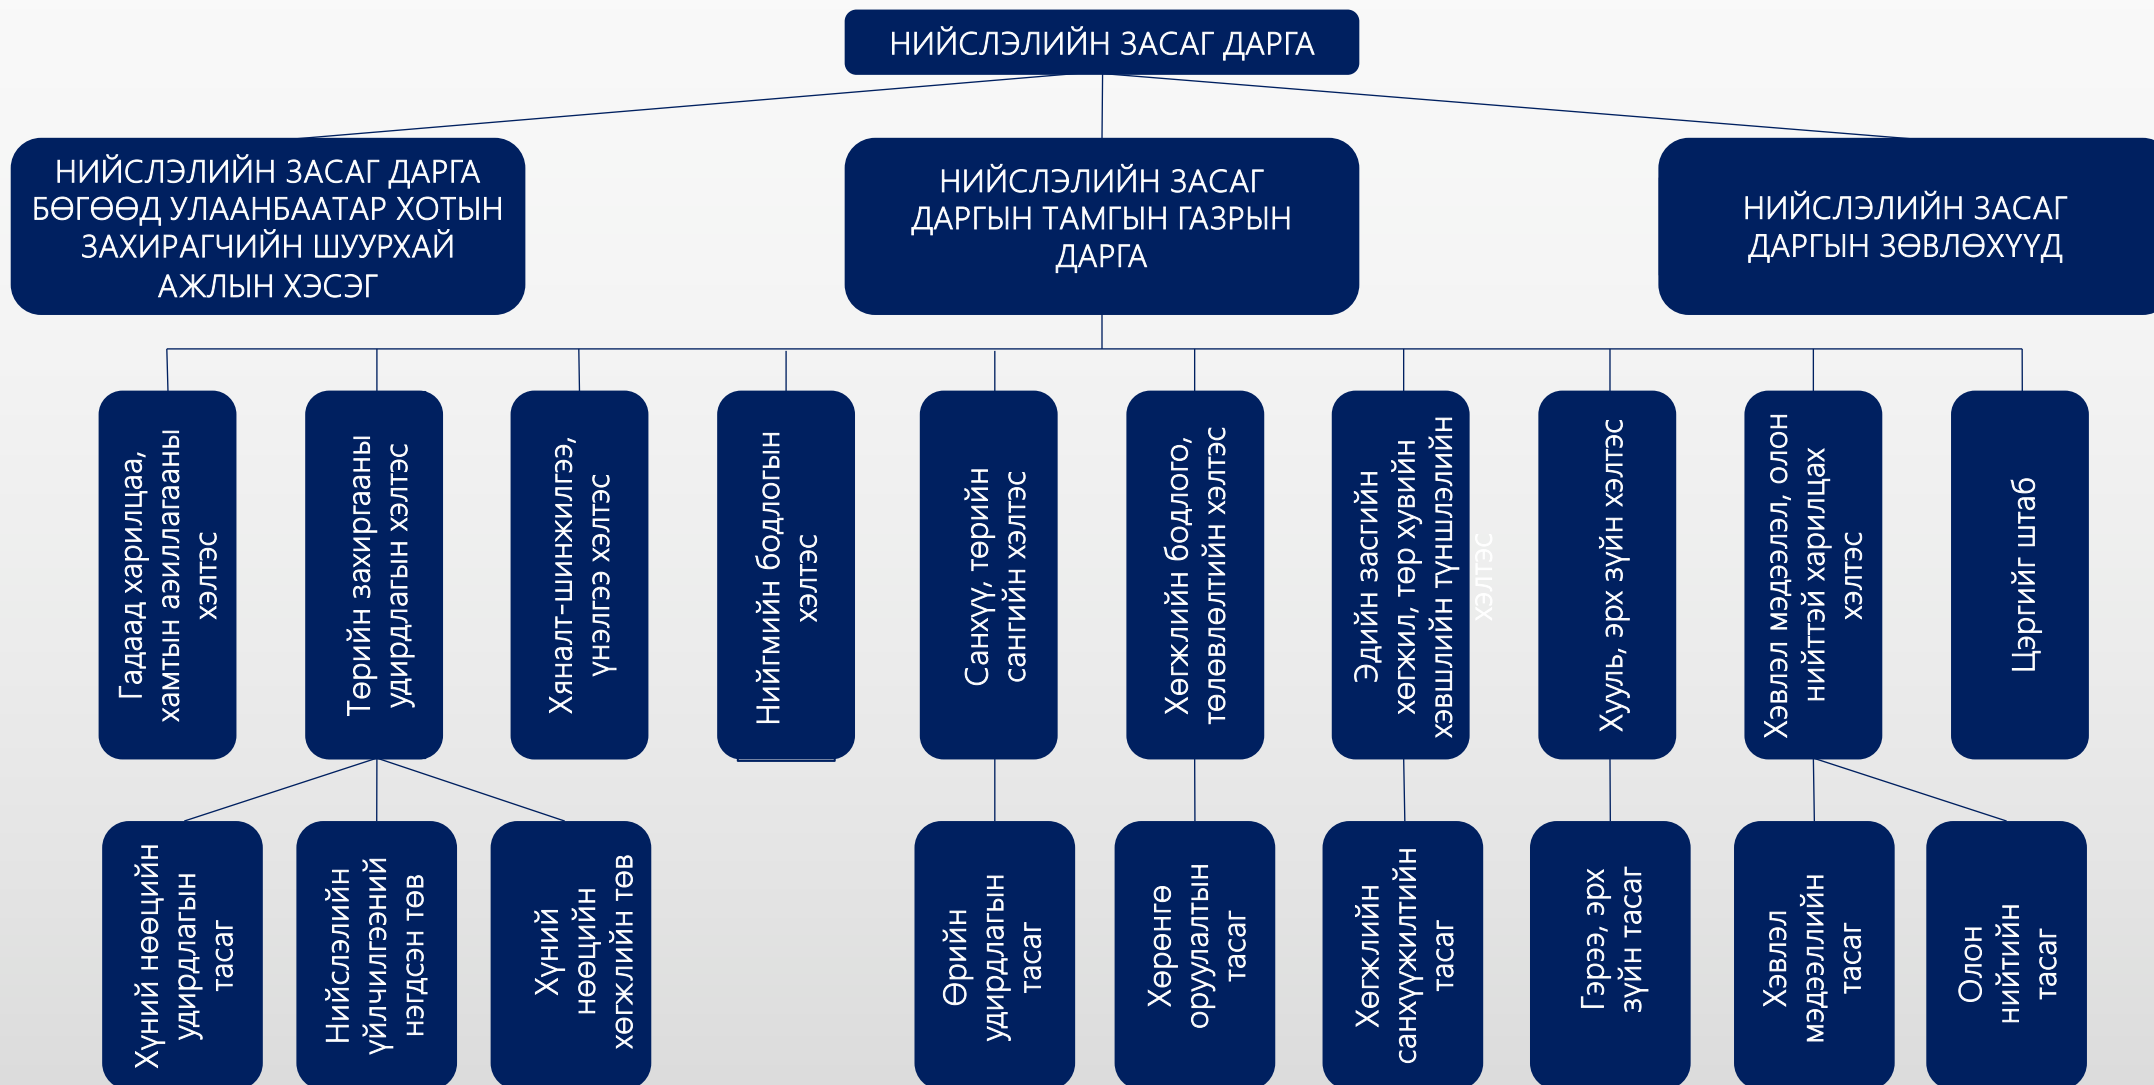 НИЙСЛЭЛИЙН ЗАСАГ ДАРГА
НИЙСЛЭЛИЙН ЗАСАГ ДАРГА
БӨГӨӨД УЛААНБААТАР ХОТЫН
ЗАХИРАГЧИЙН ШУУРХАЙ
АЖЛЫН ХЭСЭГ
НИЙСЛЭЛИЙН ЗАСАГ
ДАРГЫН ТАМГЫН ГАЗРЫН
ДАРГА
НИЙСЛЭЛИЙН ЗАСАГ
ДАРГЫН ЗӨВЛӨХҮҮД
Гадаад харилцаа,
хамтын аэиллагааны
хэлтэс
Төрийн захиргааны
удирдлагын хэлтэс
Хяналт-шинжилгээ,
үнэлгээ хэлтэс
Нийгмийн бодлогын
хэлтэс
Санхүү, төрийн
сангийн хэлтэс
Хөгжлийн бодлого,
төлөвлөлтийн хэлтэс
Эдийн засгийн
хөгжил, төр хувийн
хэвшлийн түншлэлийн
хэлтэс
Хууль, эрх зүйн хэлтэс
Хэвлэл мэдээлэл, олон
нийттэй харилцах
хэлтэс
Цэргийг штаб
Хүний нөөцийн
удирдлагын
тасаг
Нийслэлийн
үйлчилгээний
нэгдсэн төв
Хүний
нөөцийн
хөгжлийн төв
Өрийн
удирдлагын
тасаг
Хөрөнгө
оруулалтын
тасаг
Хөгжлийн
санхүүжилтийн
тасаг
Гэрээ, эрх
зүйн тасаг
Хэвлэл
мэдээллийн
тасаг
Олон
нийтийн
тасаг